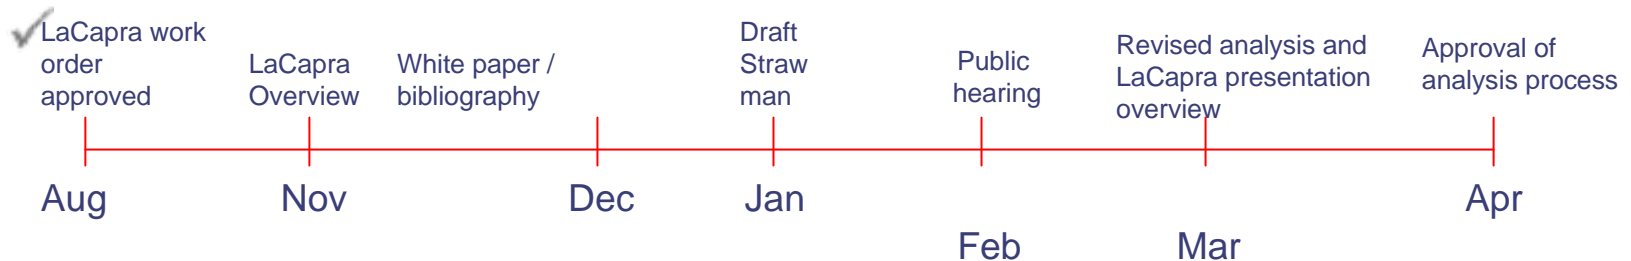 LaCapra work
order
approved
LaCapra
Overview
White paper /
bibliography
Draft
Straw
man
Public
hearing
Revised analysis and
LaCapra presentation
overview
Approval of
analysis process
Aug
Nov
Dec
Jan
Feb
Mar
Apr